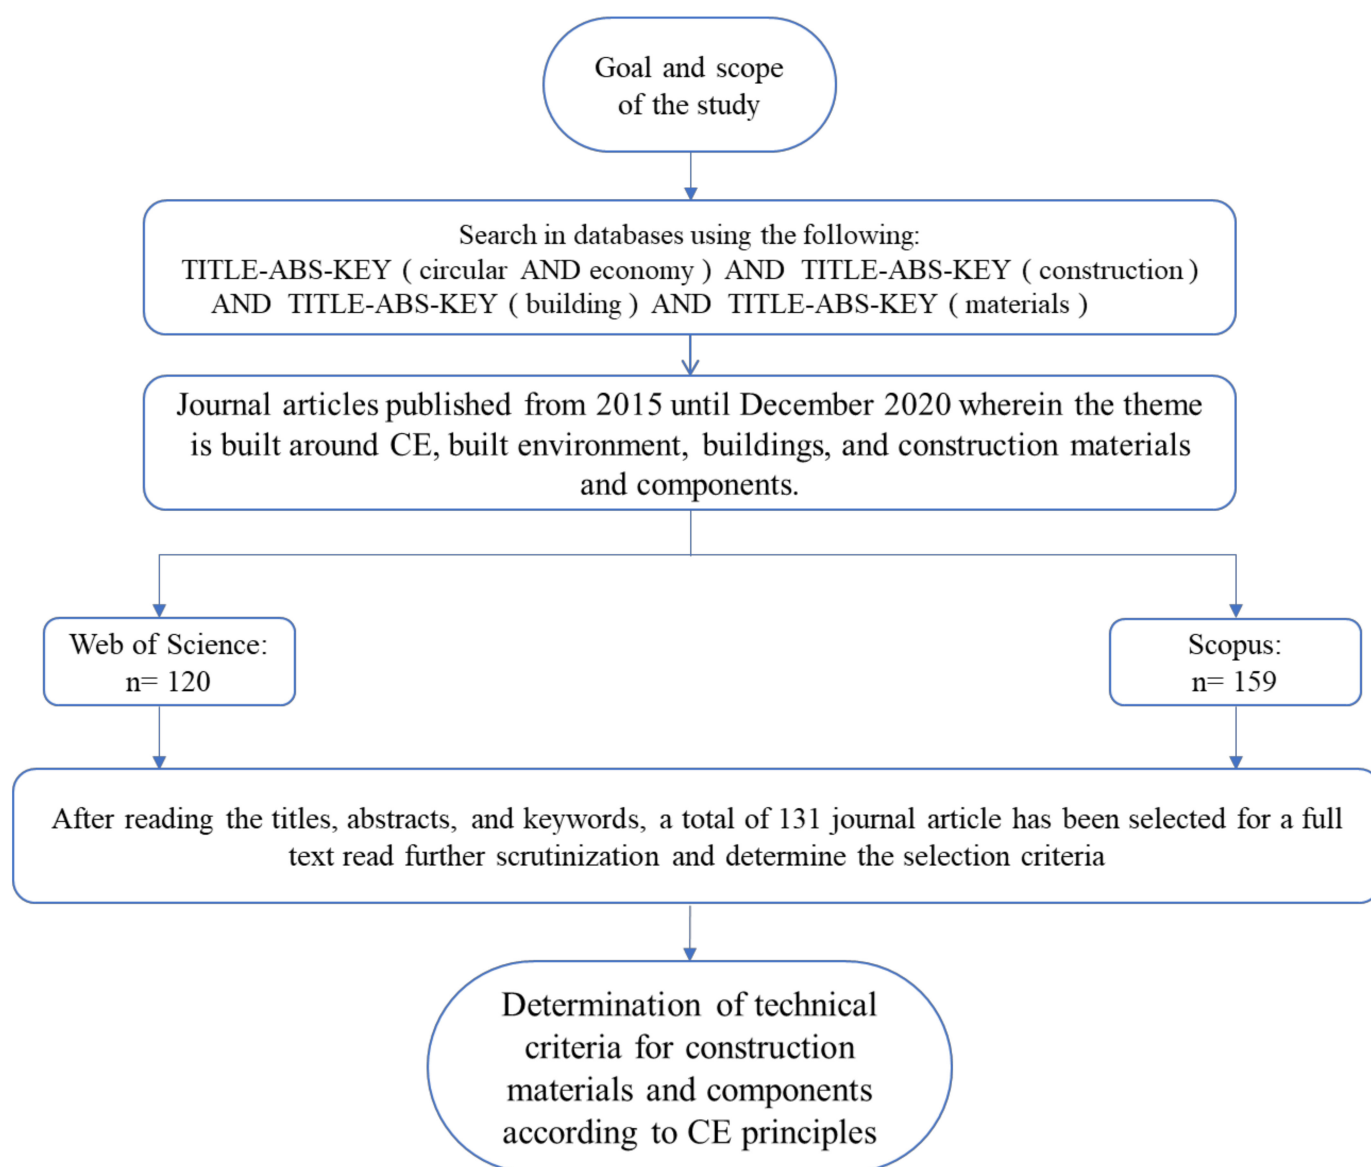 Goal and scope
of the study
Search in databases using the following:
TITLE-ABS-KEY ( circular AND economy ) AND TITLE-ABS-KEY ( construction )
AND TITLE-ABS-KEY ( building ) AND TITLE-ABS-KEY ( materials )
Journal articles published from 2015 until December 2020 wherein the theme
is built around CE, built environment, buildings, and construction materials
and components.
Web of Science:
n= 120
Scopus:
n= 159
After reading the titles, abstracts, and keywords, a total of 131 journal article has been selected for a full
text read further scrutinization and determine the selection criteria
Determination of technical
criteria for construction
materials and components
according to CE principles